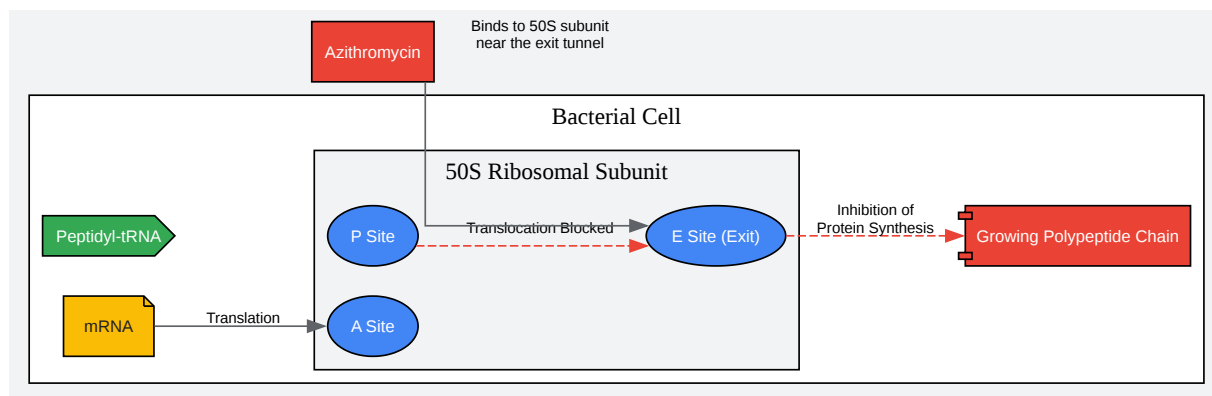 Azithromycin
Binds to 50S subunit
near the exit tunnel
Bacterial Cell
50S Ribosomal Subunit
Peptidyl-tRNA
P Site
Translocation Blocked
E Site (Exit)
Inhibition of
Protein Synthesis
Growing Polypeptide Chain
mRNA
Translation
A Site